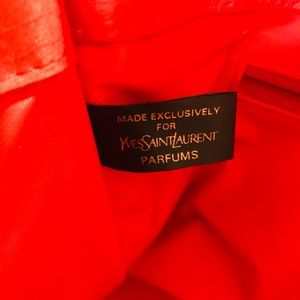 MADE EXCLUSIVELY
FOR
YVESSAINTLAURENT
PARFUMS